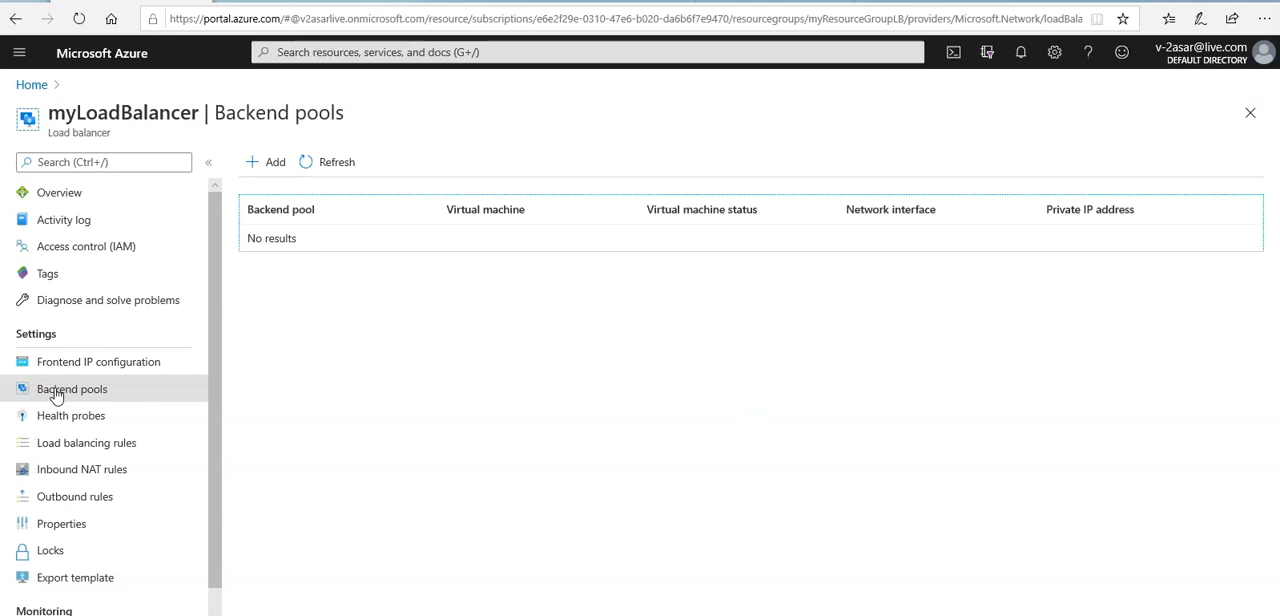 https://portal.azure.com/#@v2asarlive.onmicrosoft.com/resource/subscriptions/e6e2f29e-0310-47e6-b020-da6b6f7e9470/resourcegroups/myResourceGroupLB/providers/Microsoft.Network/loadBala
Microsoft Azure
Search resources, services, and docs (G+/)
v-2asar@live.com
DEFAULT DIRECTORY
Home
myLoadBalancer | Backend pools
Load balancer
Search (Ctrl+/)
Add
Refresh
Overview
Activity log
Access control (IAM)
Tags
Diagnose and solve problems
Settings
Frontend IP configuration
Backend pools
Health probes
Load balancing rules
Inbound NAT rules
Outbound rules
Properties
Locks
Export template
Monitoring
Backend pool Virtual machine Virtual machine status Network interface Private IP address
No results